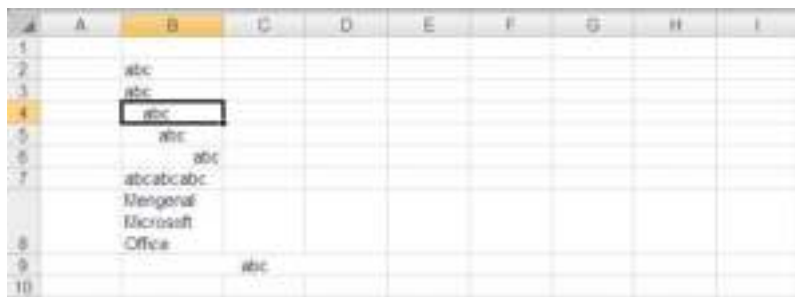 A B C D E F G H I
1
2 abc
3 abc
4 abc
5 abc
6 abc
7 abcabcabc
Mengenal
Microsoft
8 Office
9 abc
10